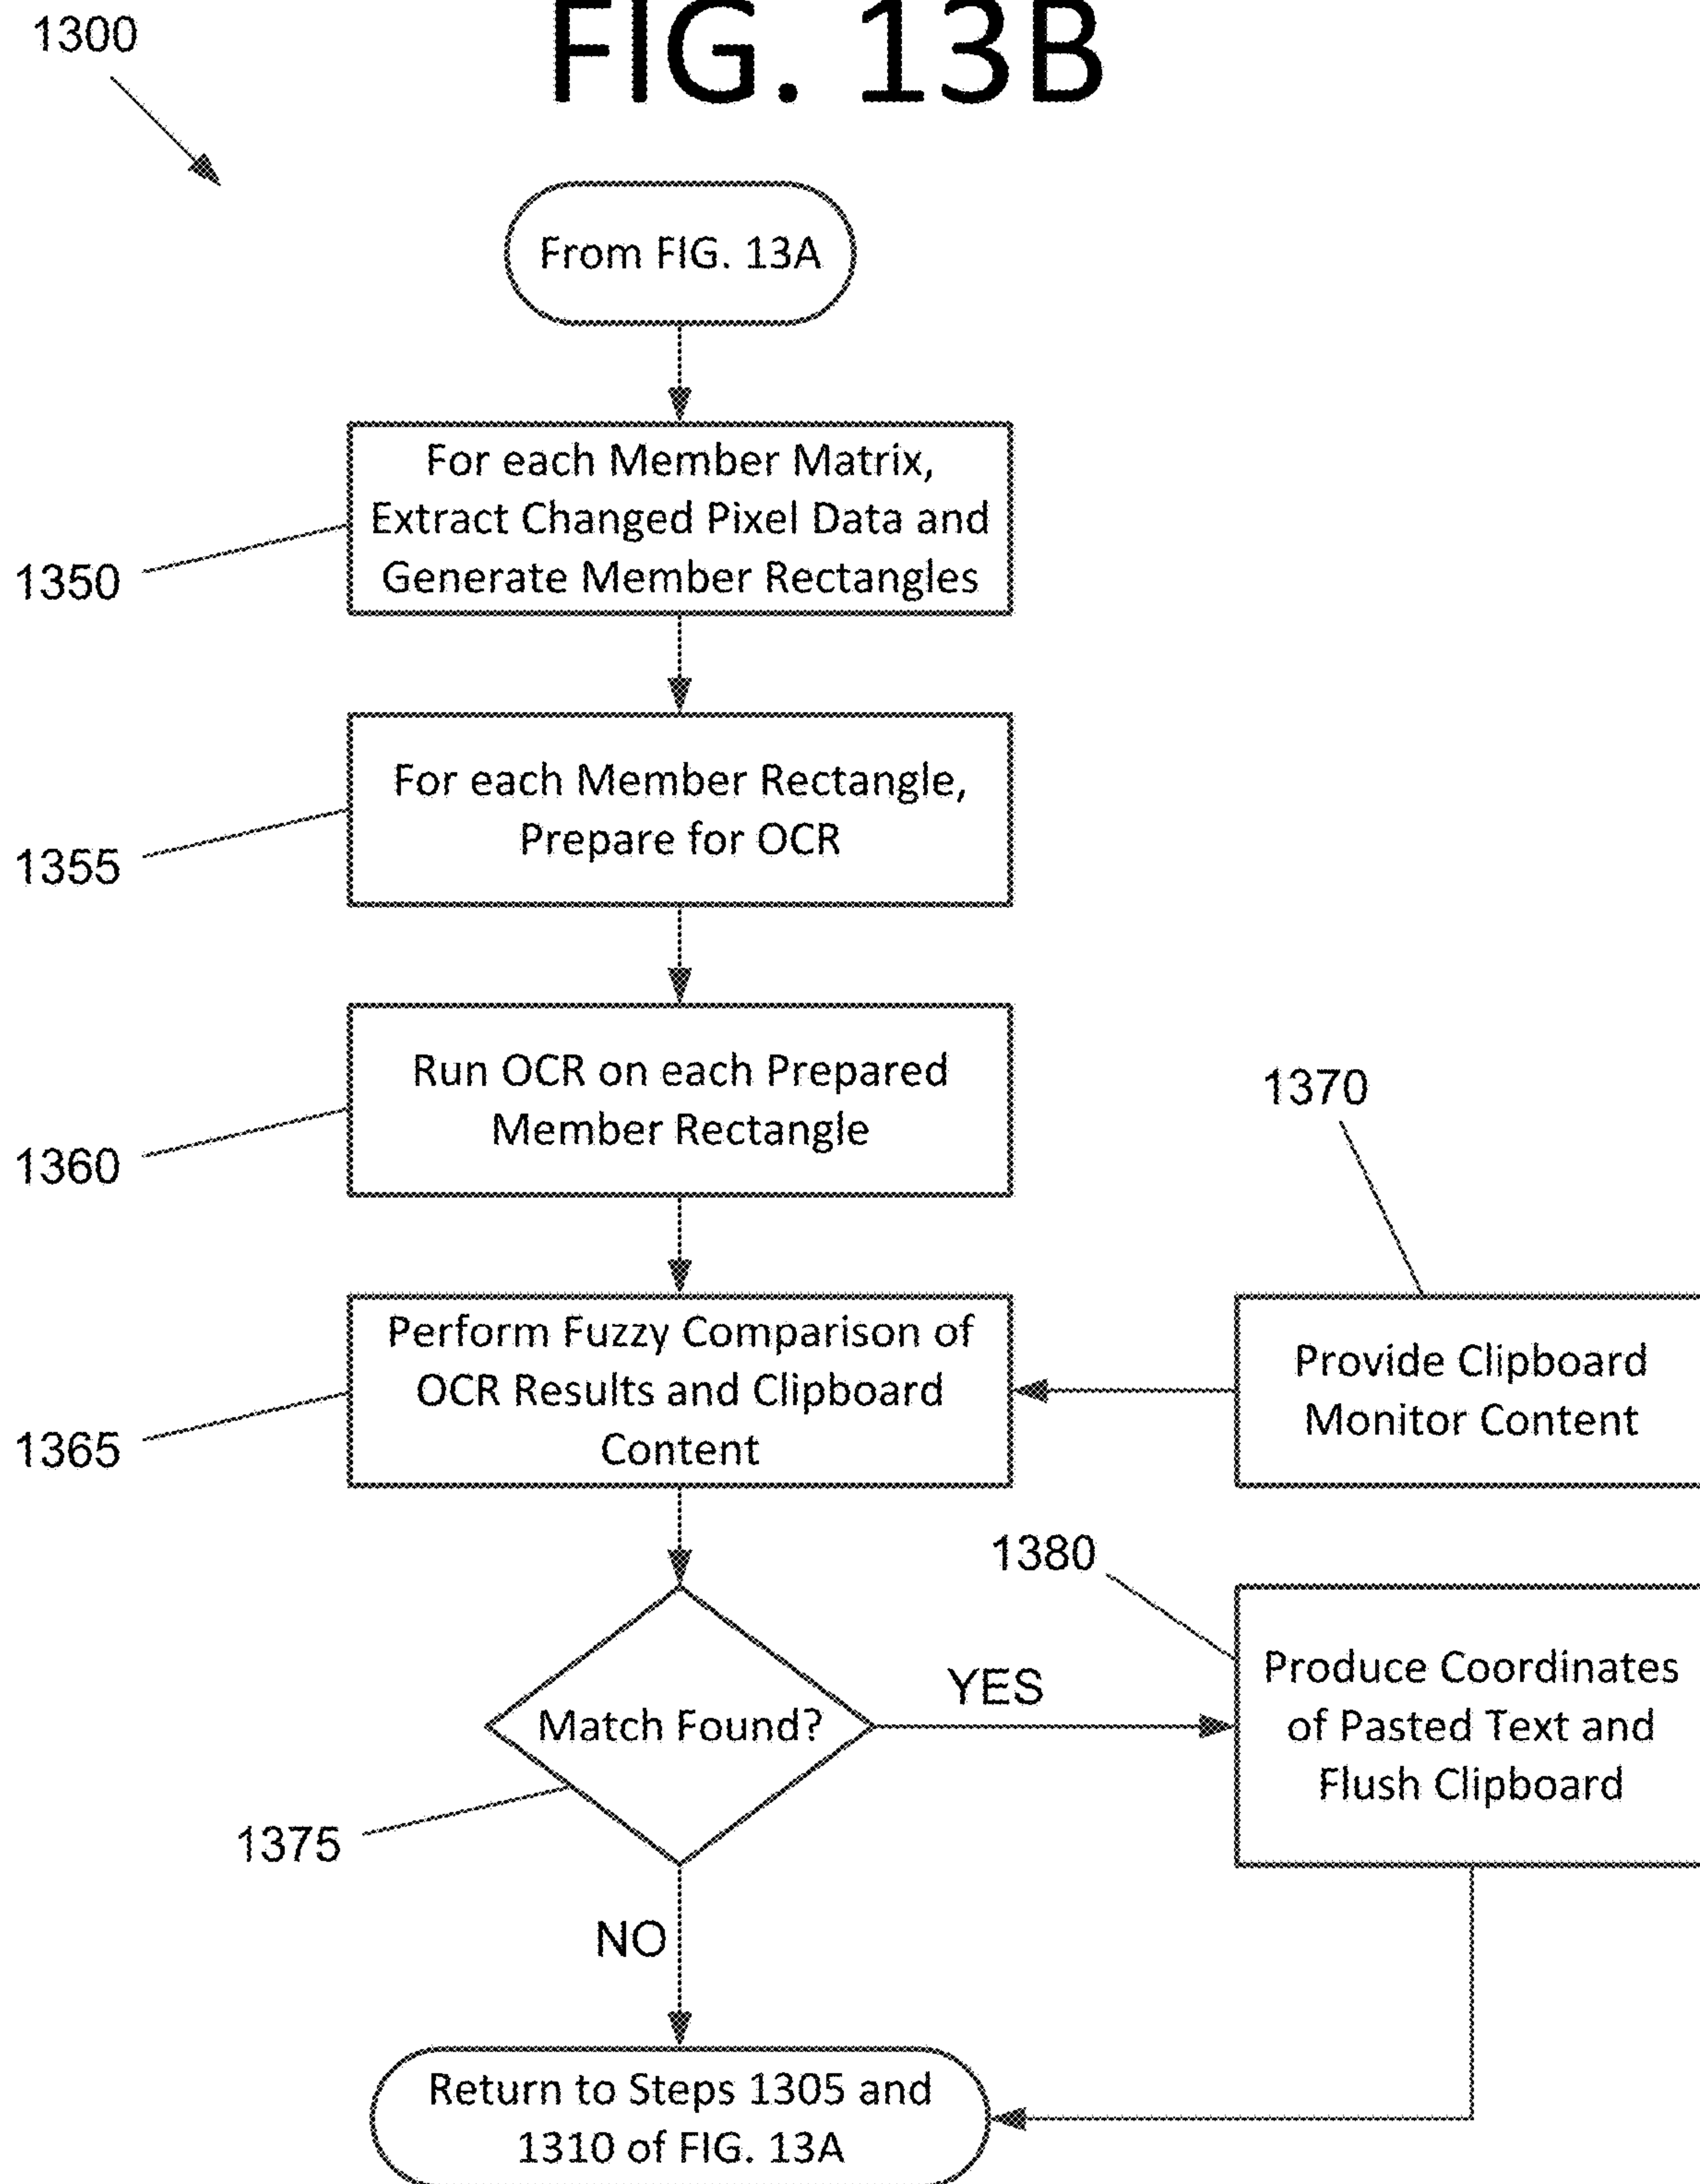 FIG. 13B
1300
From FIG. 13A
For each Member Matrix,
Extract Changed Pixel Data and
Generate Member Rectangles
1350
For each Member Rectangle,
Prepare for OCR
1355
Run OCR on each Prepared
Member Rectangle
1360
1370
Perform Fuzzy Comparison of
OCR Results and Clipboard
Content
1365
Provide Clipboard
Monitor Content
1380
Match Found?
YES
1375
Produce Coordinates
of Pasted Text and
Flush Clipboard
NO
Return to Steps 1305 and
1310 of FIG. 13A